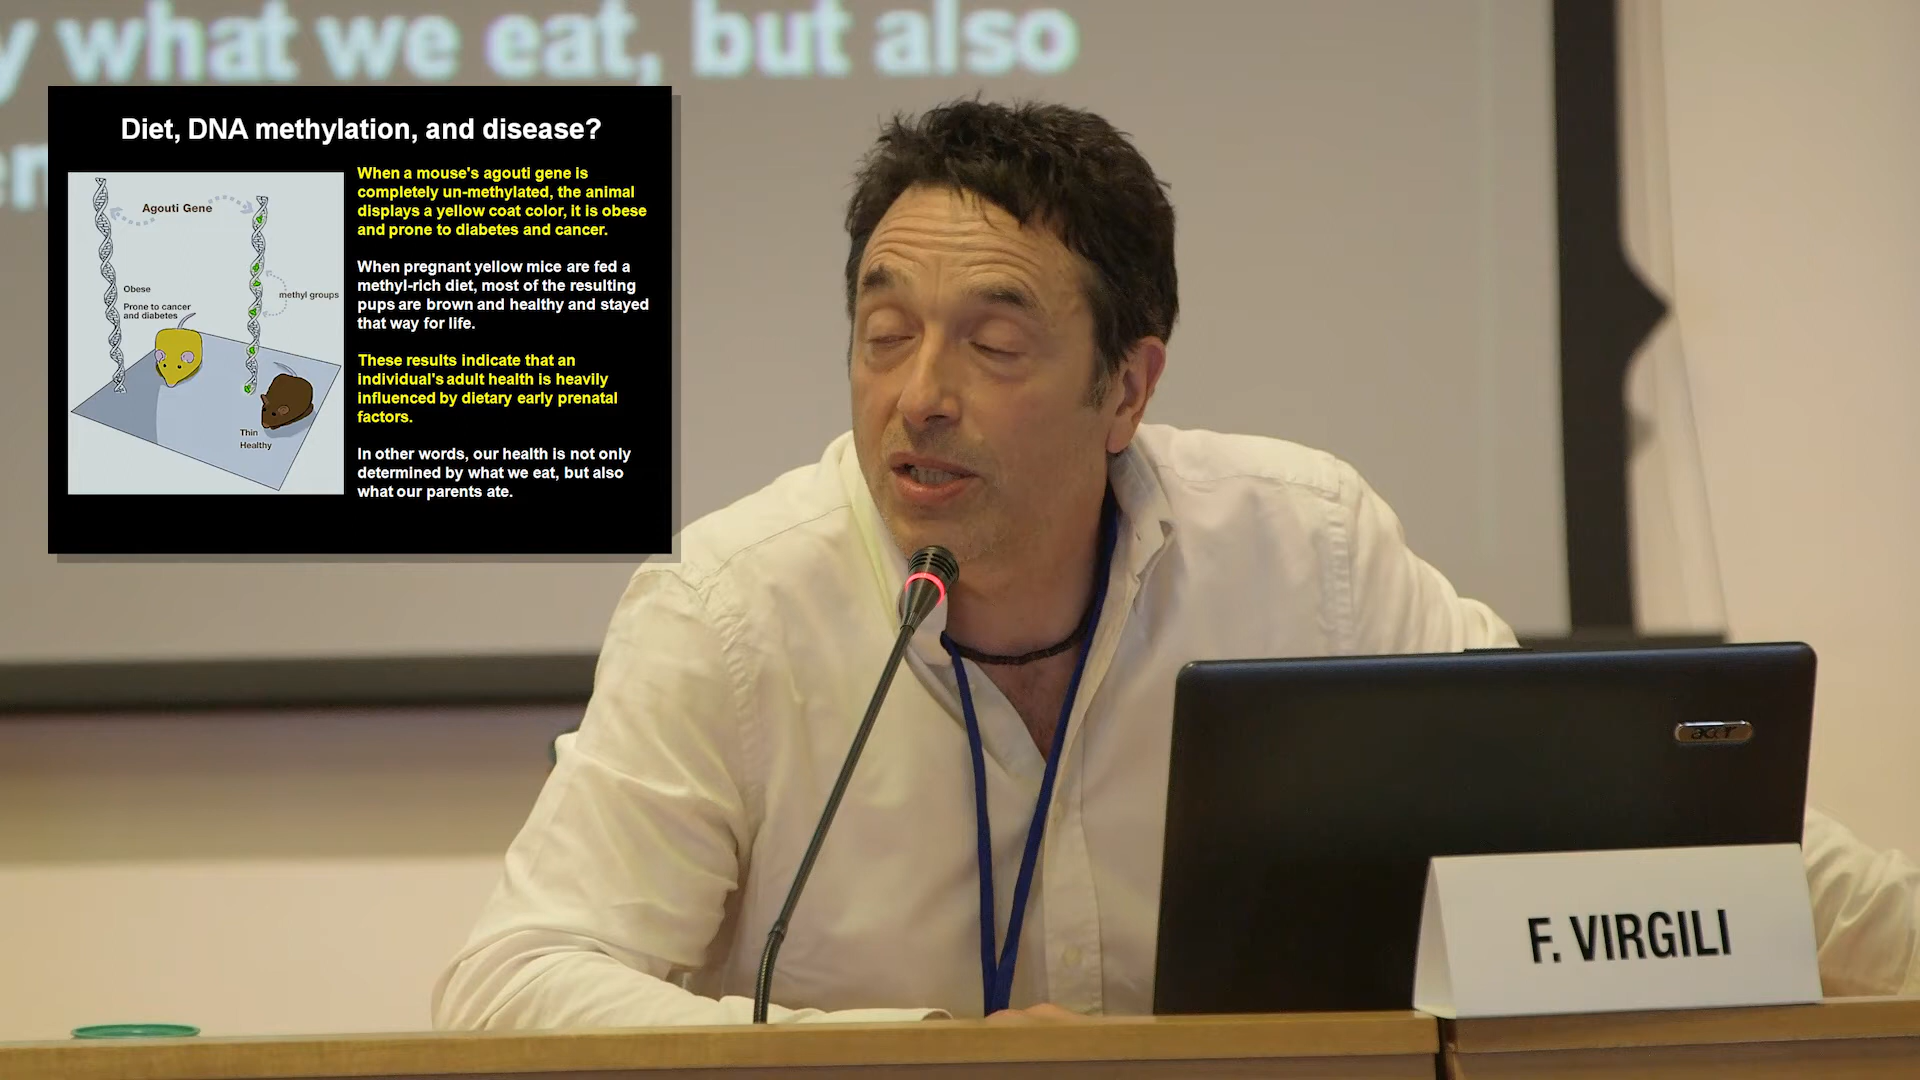 y what we eat, but also
en
Diet, DNA methylation, and disease?
Agouti Gene
Obese
Prone to cancer
and diabetes
methyl groups
Thin
Healthy
When a mouse's agouti gene is
completely un-methylated, the animal
displays a yellow coat color, it is obese
and prone to diabetes and cancer.
When pregnant yellow mice are fed a
methyl-rich diet, most of the resulting
pups are brown and healthy and stayed
that way for life.
These results indicate that an
individual's adult health is heavily
influenced by dietary early prenatal
factors.
In other words, our health is not only
determined by what we eat, but also
what our parents ate.
acer
F. VIRGILI